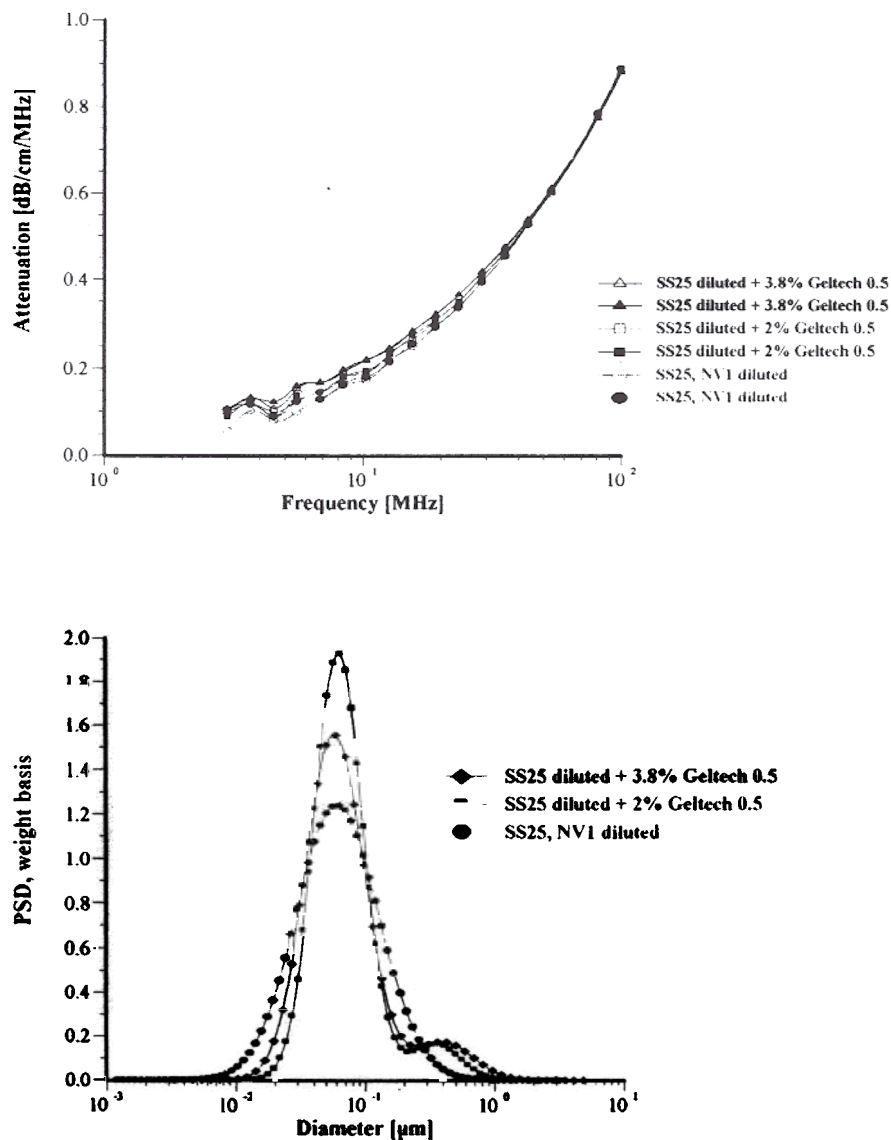 1.0
0.8
0.6
0.4
0.2
0.0
Attenuation [dB/cm/MHz]
10⁰
10¹
10²
Frequency [MHz]
SS25 diluted + 3.8% Geltech 0.5
SS25 diluted + 3.8% Geltech 0.5
SS25 diluted + 2% Geltech 0.5
SS25 diluted + 2% Geltech 0.5
SS25, NV1 diluted
SS25, NV1 diluted
2.0
1.8
1.6
1.4
1.2
1.0
0.8
0.6
0.4
0.2
0.0
PSD, weight basis
10⁻³
10⁻²
10⁻¹
10⁰
10¹
Diameter [μm]
SS25 diluted + 3.8% Geltech 0.5
SS25 diluted + 2% Geltech 0.5
SS25, NV1 diluted